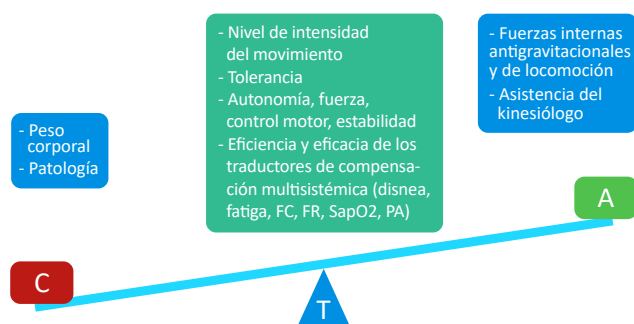 - Peso
corporal
- Patología
- Nivel de intensidad
del movimiento
- Tolerancia
- Autonomía, fuerza,
control motor, estabilidad
- Eficiencia y eficacia de los
traductores de compensa-
ción multisistémica (disnea,
fatiga, FC, FR, SapO2, PA)
- Fuerzas internas
antigravitacionales
y de locomoción
- Asistencia del
kinesiólogo
A
C
T